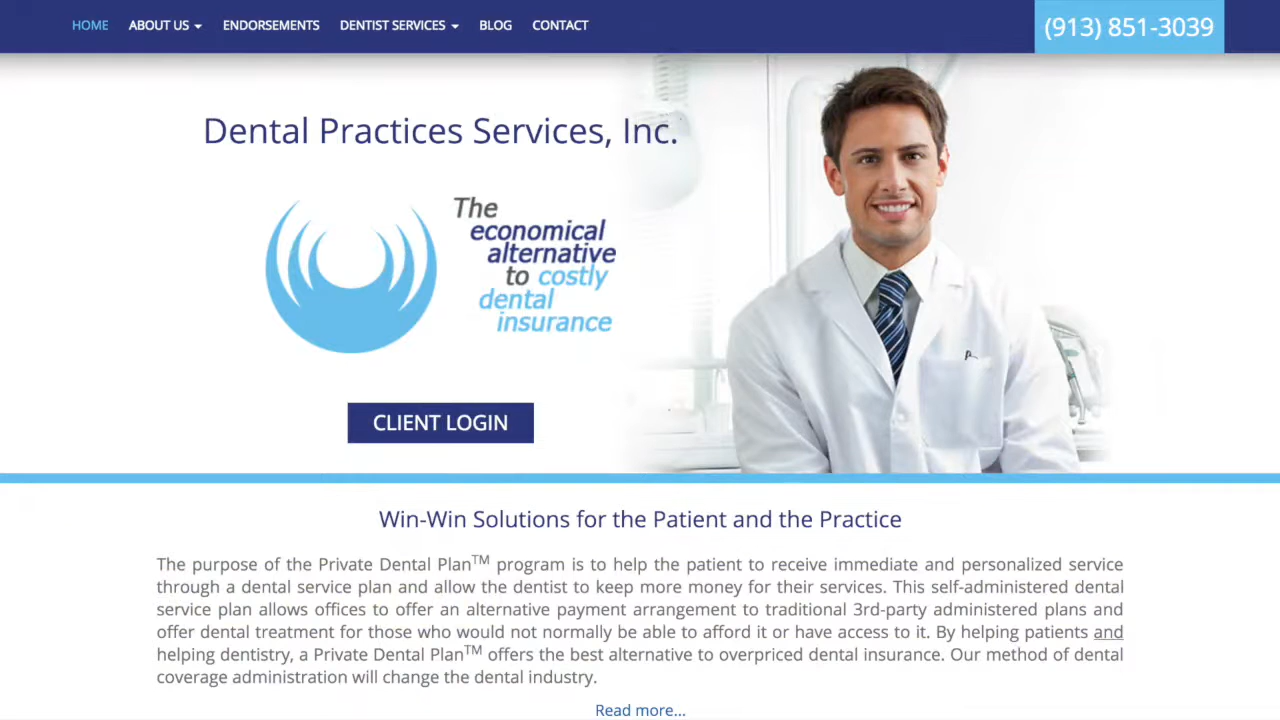 HOME ABOUT US ENDORSEMENTS DENTIST SERVICES BLOG CONTACT (913) 851-3039
Dental Practices Services, Inc.
The
economical
alternative
to costly
dental
insurance
CLIENT LOGIN
Win-Win Solutions for the Patient and the Practice
The purpose of the Private Dental Plan™ program is to help the patient to receive immediate and personalized service
through a dental service plan and allow the dentist to keep more money for their services. This self-administered dental
service plan allows offices to offer an alternative payment arrangement to traditional 3rd-party administered plans and
offer dental treatment for those who would not normally be able to afford it or have access to it. By helping patients and
helping dentistry, a Private Dental Plan™ offers the best alternative to overpriced dental insurance. Our method of dental
coverage administration will change the dental industry.
Read more...